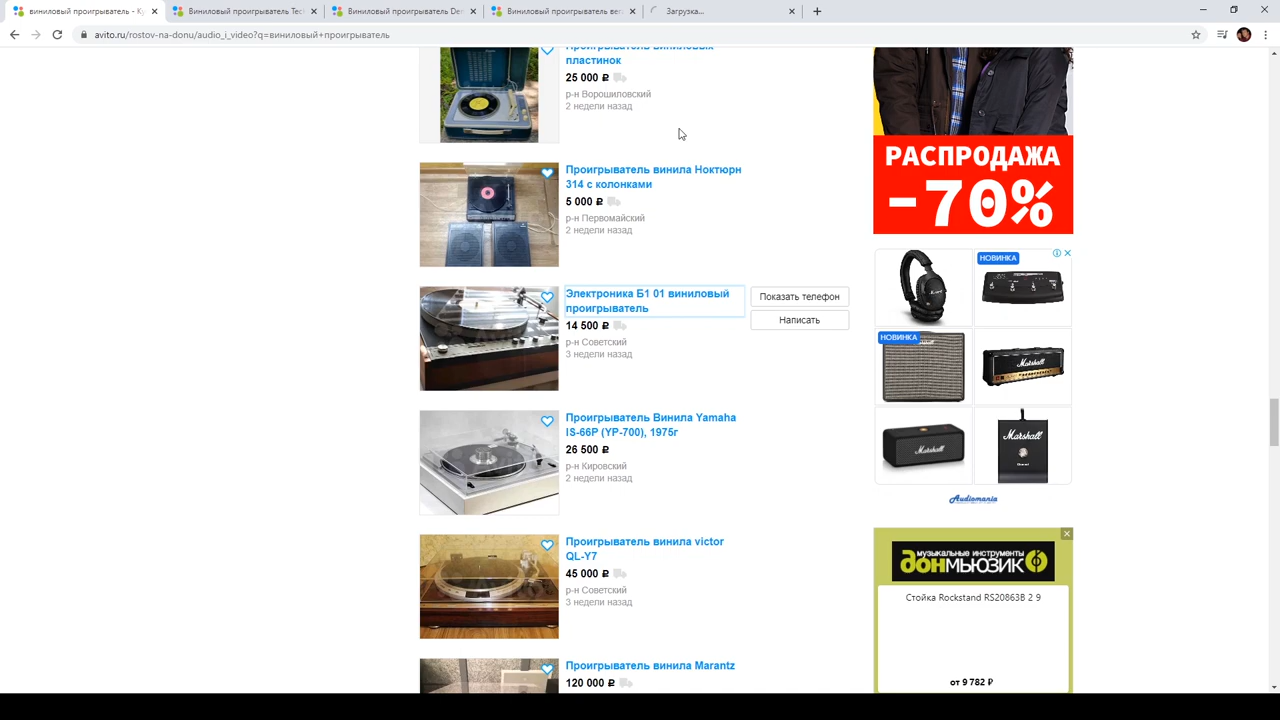 виниловый проигрыватель - Ку
Виниловый проигрыватель Tech
Виниловый проигрыватель Den
Виниловый проигрыватель вег
Загрузка...
avito.ru/rostov-na-donu/audio_i_video?q=виниловый+проигрыватель
Проигрыватель виниловых
пластинок
25 000 ₽
р-н Ворошиловский
2 недели назад
Проигрыватель винила Ноктюрн
314 с колонками
5 000 ₽
р-н Первомайский
2 недели назад
Электроника Б1 01 виниловый
проигрыватель
14 500 ₽
р-н Советский
3 недели назад
Показать телефон
Написать
Проигрыватель Винила Yamaha
IS-66P (YP-700), 1975г
26 500 ₽
р-н Кировский
2 недели назад
Проигрыватель винила victor
QL-Y7
45 000 ₽
р-н Советский
3 недели назад
Проигрыватель винила Marantz
120 000 ₽
РАСПРОДАЖА
-70%
НОВИНКА
НОВИНКА
Marshall
Marshall
Marshall
Audiomania
музыкальные инструменты
ДОНМЬЮЗИК
Стойка Rockstand RS20863B 2 9
от 9 782 ₽